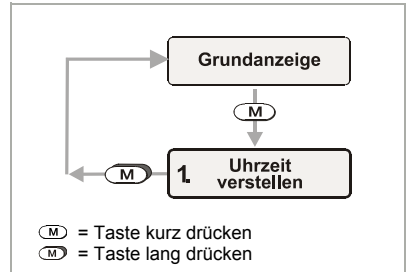 Grundanzeige
M
M
1. Uhrzeit
verstellen
M = Taste kurz drücken
M = Taste lang drücken